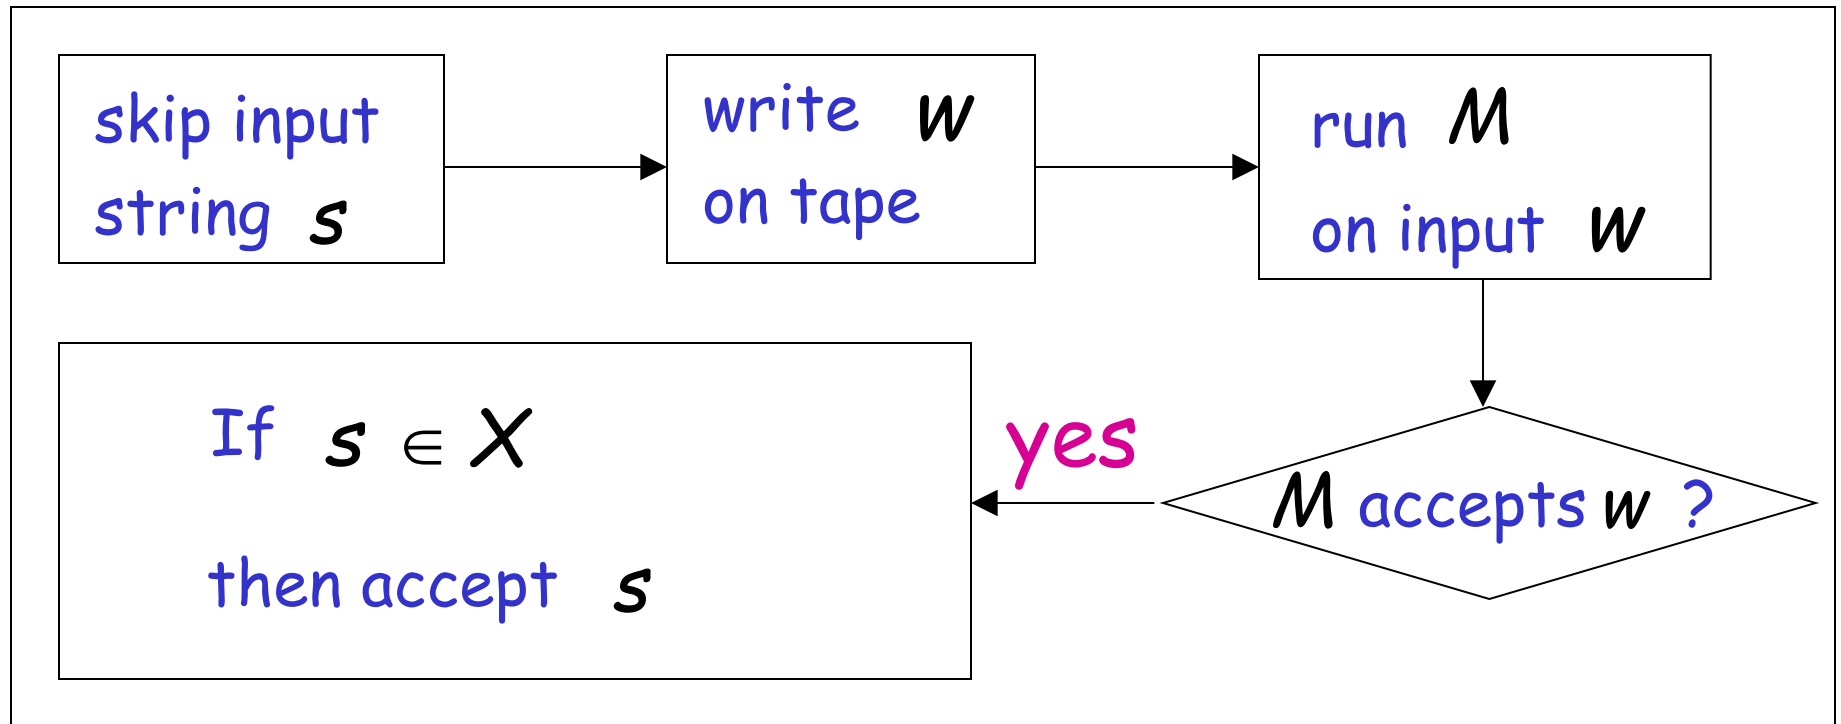 skip input
string s
write w
on tape
run M
on input w
M accepts w ?
yes
If s ∈ X
then accept s